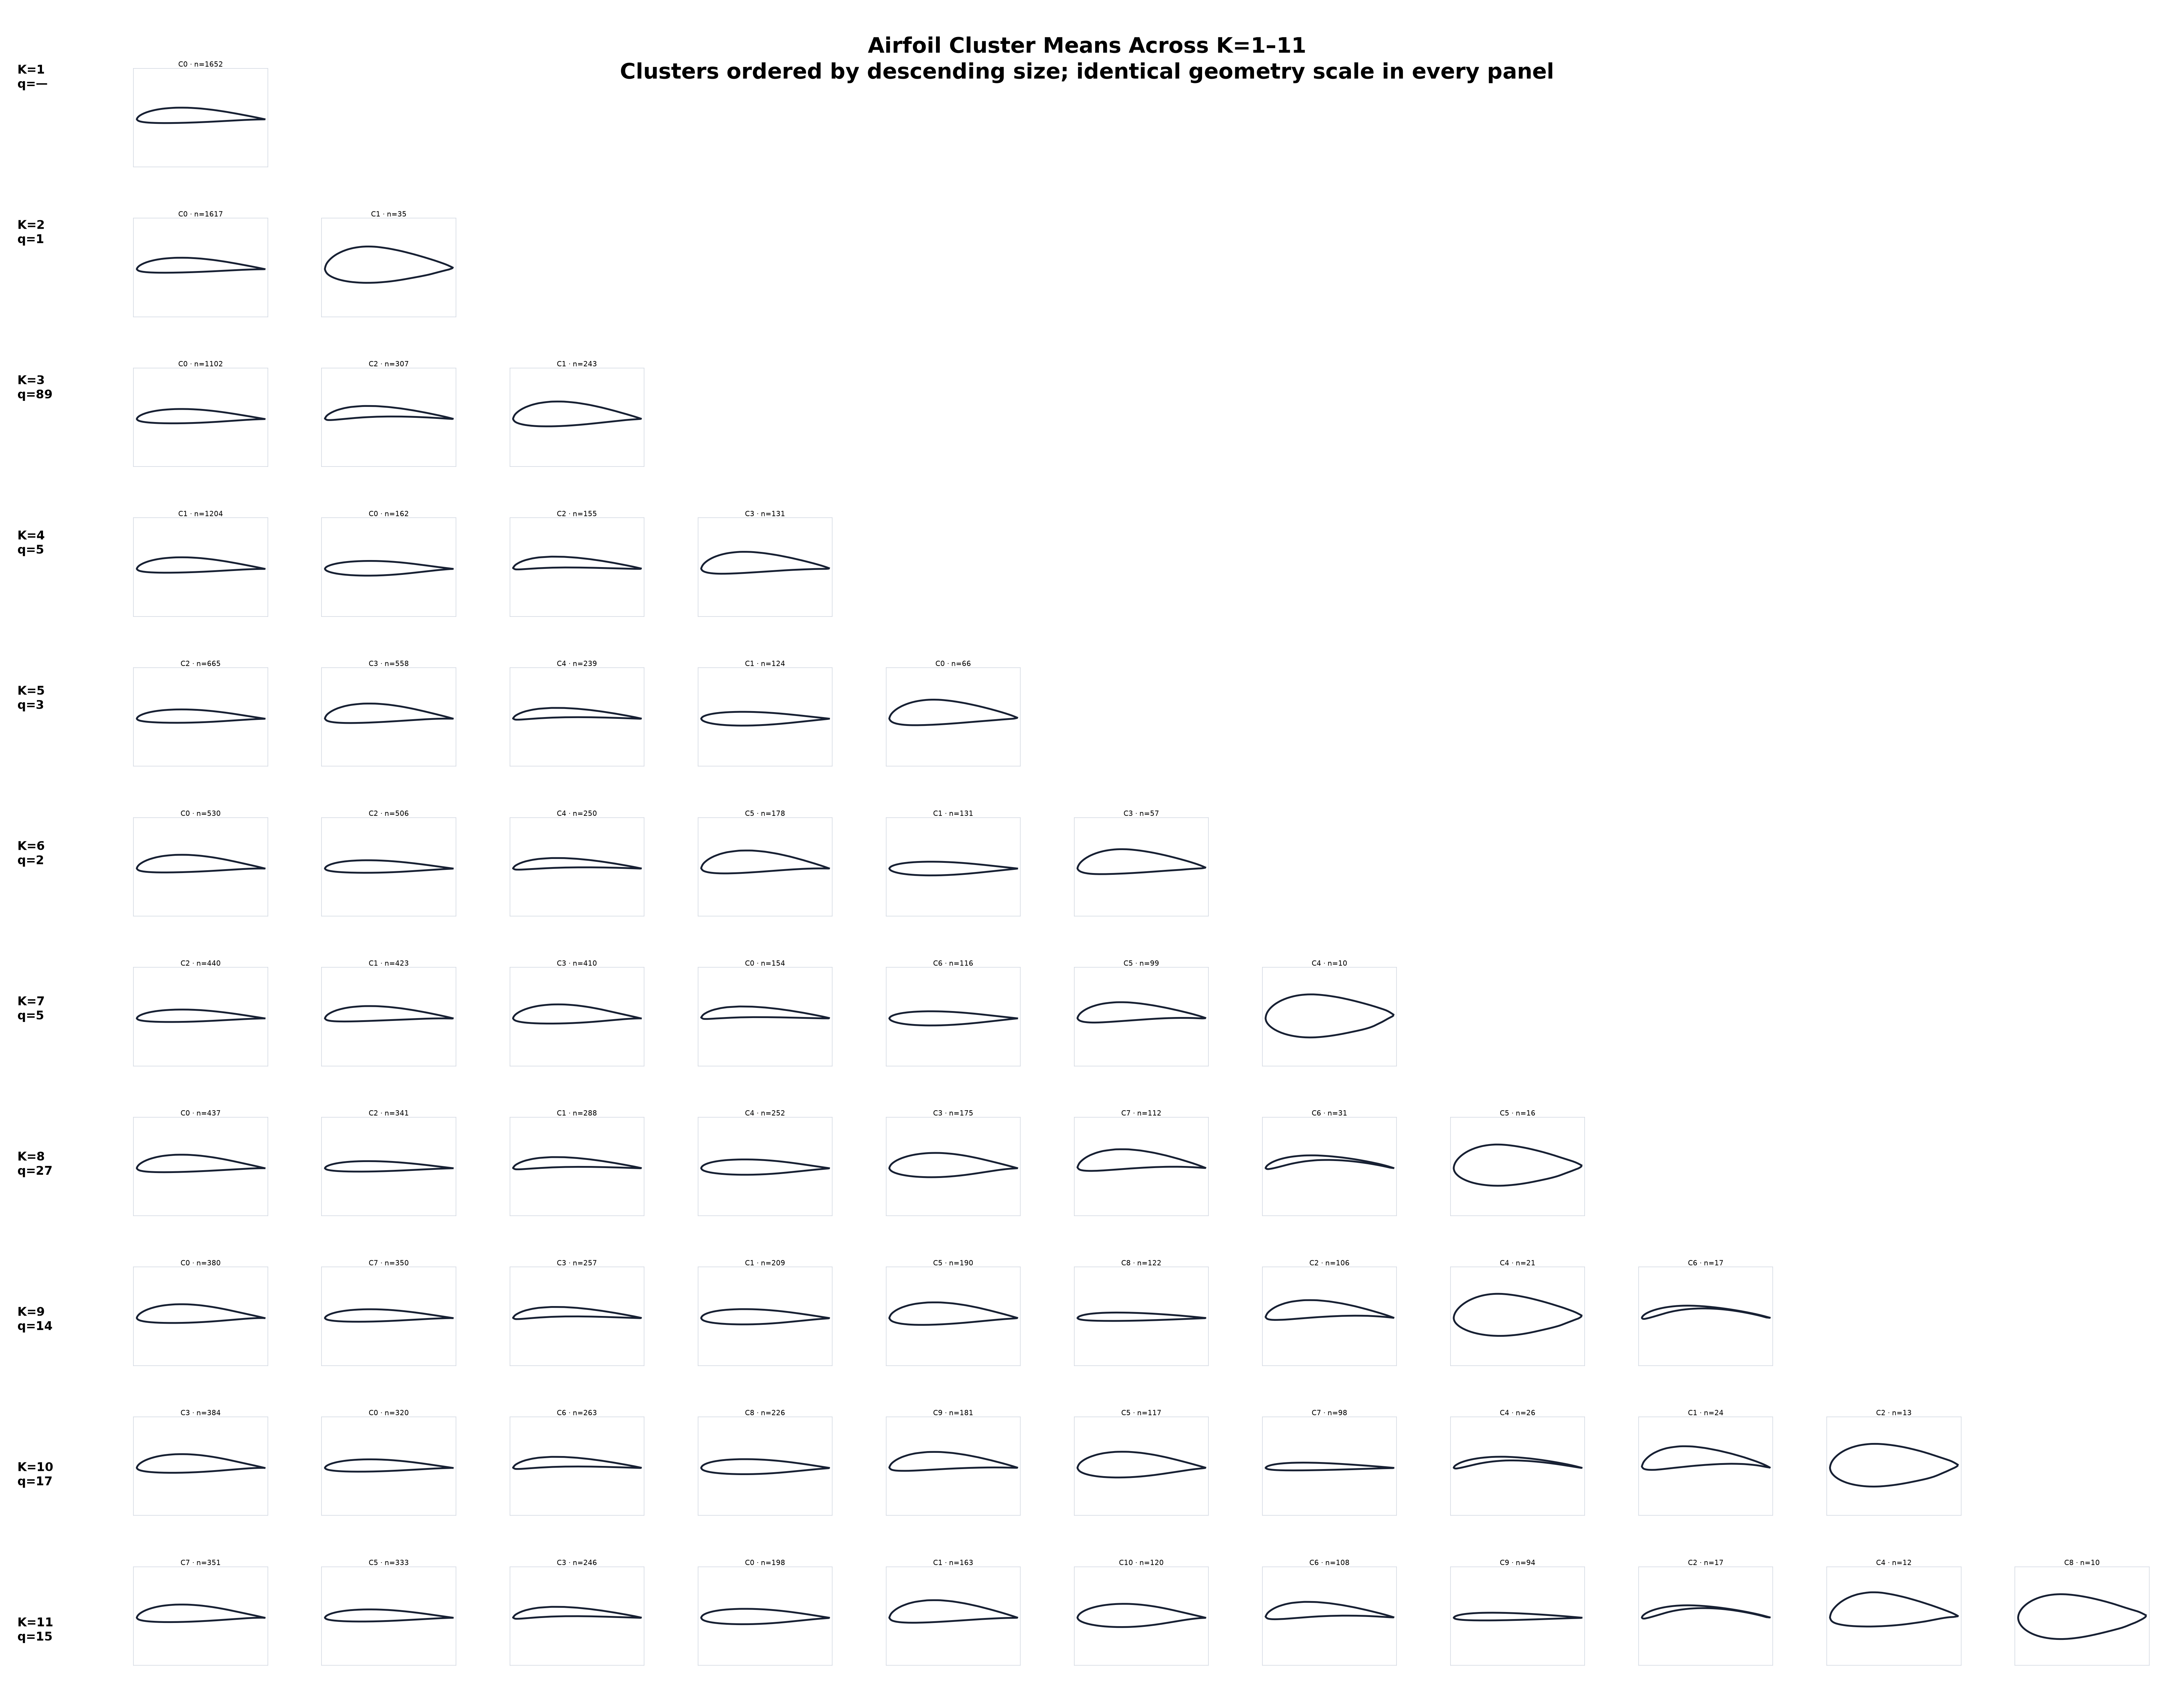 Airfoil Cluster Means Across K=1–11
Clusters ordered by descending size; identical geometry scale in every panel
K=1
q=—
C0 · n=1652
K=2
q=1
C0 · n=1617
C1 · n=35
K=3
q=89
C0 · n=1102
C2 · n=307
C1 · n=243
K=4
q=5
C1 · n=1204
C0 · n=162
C2 · n=155
C3 · n=131
K=5
q=3
C2 · n=665
C3 · n=558
C4 · n=239
C1 · n=124
C0 · n=66
K=6
q=2
C0 · n=530
C2 · n=506
C4 · n=250
C5 · n=178
C1 · n=131
C3 · n=57
K=7
q=5
C2 · n=440
C1 · n=423
C3 · n=410
C0 · n=154
C6 · n=116
C5 · n=99
C4 · n=10
K=8
q=27
C0 · n=437
C2 · n=341
C1 · n=288
C4 · n=252
C3 · n=175
C7 · n=112
C6 · n=31
C5 · n=16
K=9
q=14
C0 · n=380
C7 · n=350
C3 · n=257
C1 · n=209
C5 · n=190
C8 · n=122
C2 · n=106
C4 · n=21
C6 · n=17
K=10
q=17
C3 · n=384
C0 · n=320
C6 · n=263
C8 · n=226
C9 · n=181
C5 · n=117
C7 · n=98
C4 · n=26
C1 · n=24
C2 · n=13
K=11
q=15
C7 · n=351
C5 · n=333
C3 · n=246
C0 · n=198
C1 · n=163
C10 · n=120
C6 · n=108
C9 · n=94
C2 · n=17
C4 · n=12
C8 · n=10